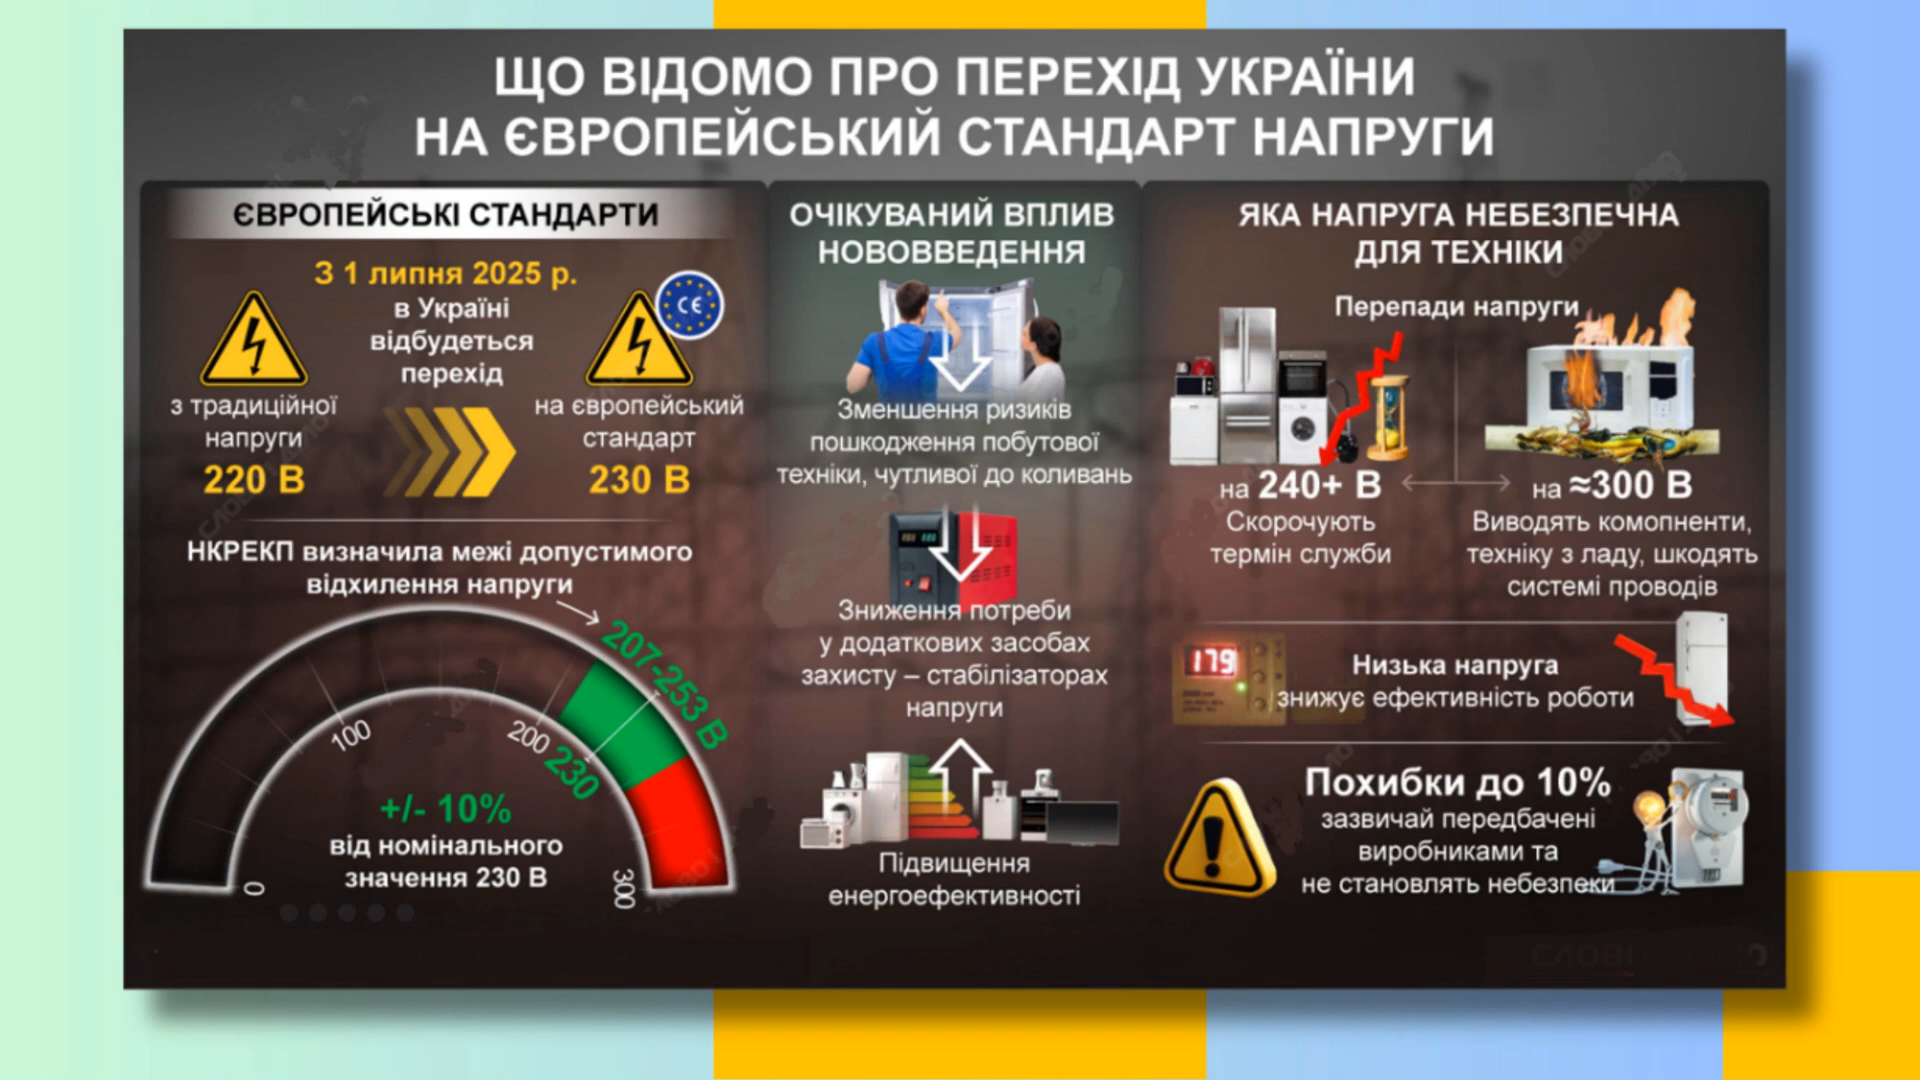 ЩО ВІДОМО ПРО ПЕРЕХІД УКРАЇНИ
НА ЄВРОПЕЙСЬКИЙ СТАНДАРТ НАПРУГИ
ЄВРОПЕЙСЬКІ СТАНДАРТИ
З 1 липня 2025 р.
в Україні
відбудеться
перехід
з традиційної
напруги
220 В
CE
на європейський
стандарт
230 В
НКРЕКП визначила межі допустимого
відхилення напруги
207-253 В
0
100
200
230
300
+/- 10%
від номінального
значення 230 В
ОЧІКУВАНИЙ ВПЛИВ
НОВОВВЕДЕННЯ
Зменшення ризиків
пошкодження побутової
техніки, чутливої до коливань
Зниження потреби
у додаткових засобах
захисту – стабілізаторах
напруги
Підвищення
енергоефективності
ЯКА НАПРУГА НЕБЕЗПЕЧНА
ДЛЯ ТЕХНІКИ
Перепади напруги
на 240+ В
Скорочують
термін служби
на ≈300 В
Виводять комопненти,
техніку з ладу, шкодять
системі проводів
179
Низька напруга
знижує ефективність роботи
Похибки до 10%
зазвичай передбачені
виробниками та
не становлять небезпеки